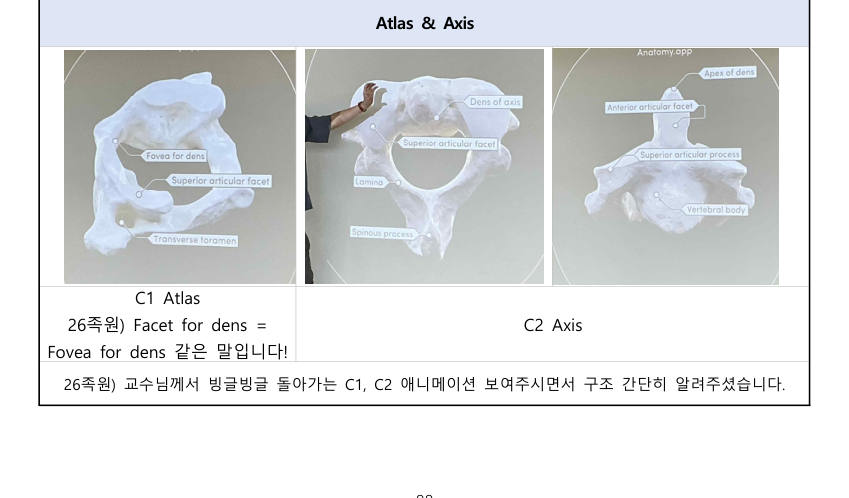 Atlas & Axis
Anatomy.app
Fovea for dens
Superior articular facet
Transverse foramen
Dens of axis
Superior articular facet
Lamina
Spinous process
Apex of dens
Anterior articular facet
Superior articular process
Vertebral body
C1 Atlas
26족원) Facet for dens =
Fovea for dens 같은 말입니다!
C2 Axis
26족원) 교수님께서 빙글빙글 돌아가는 C1, C2 애니메이션 보여주시면서 구조 간단히 알려주셨습니다.